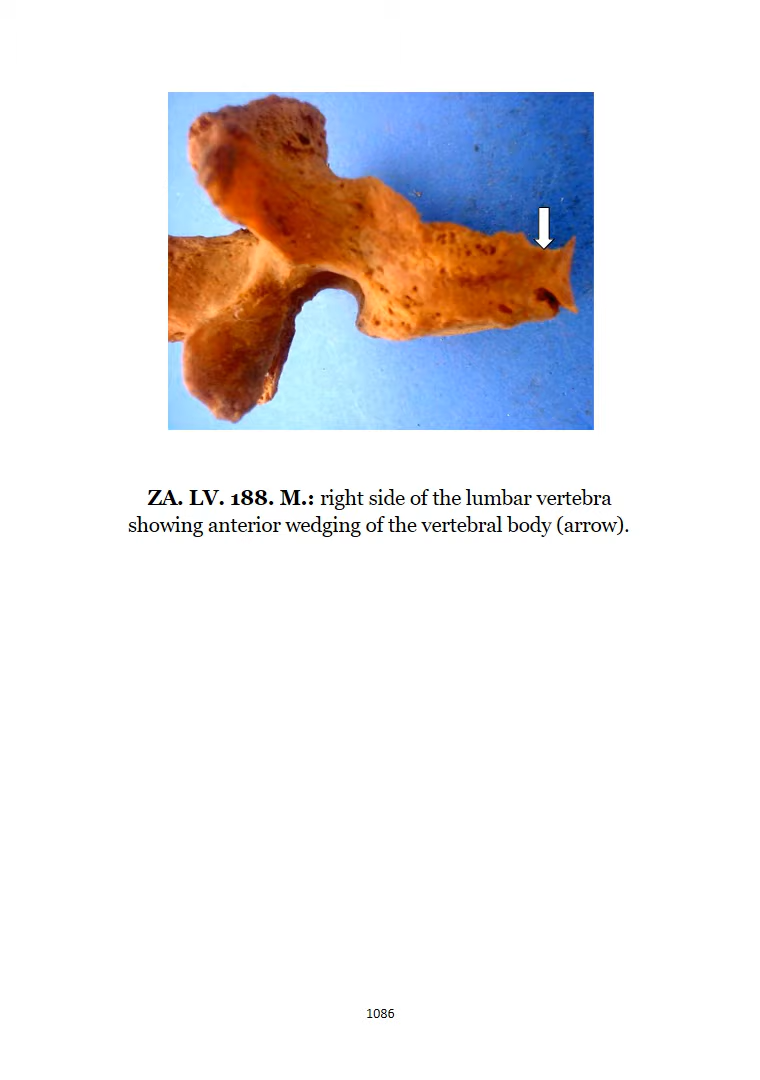 ZA. LV. 188. M.: right side of the lumbar vertebra
showing anterior wedging of the vertebral body (arrow).
1086